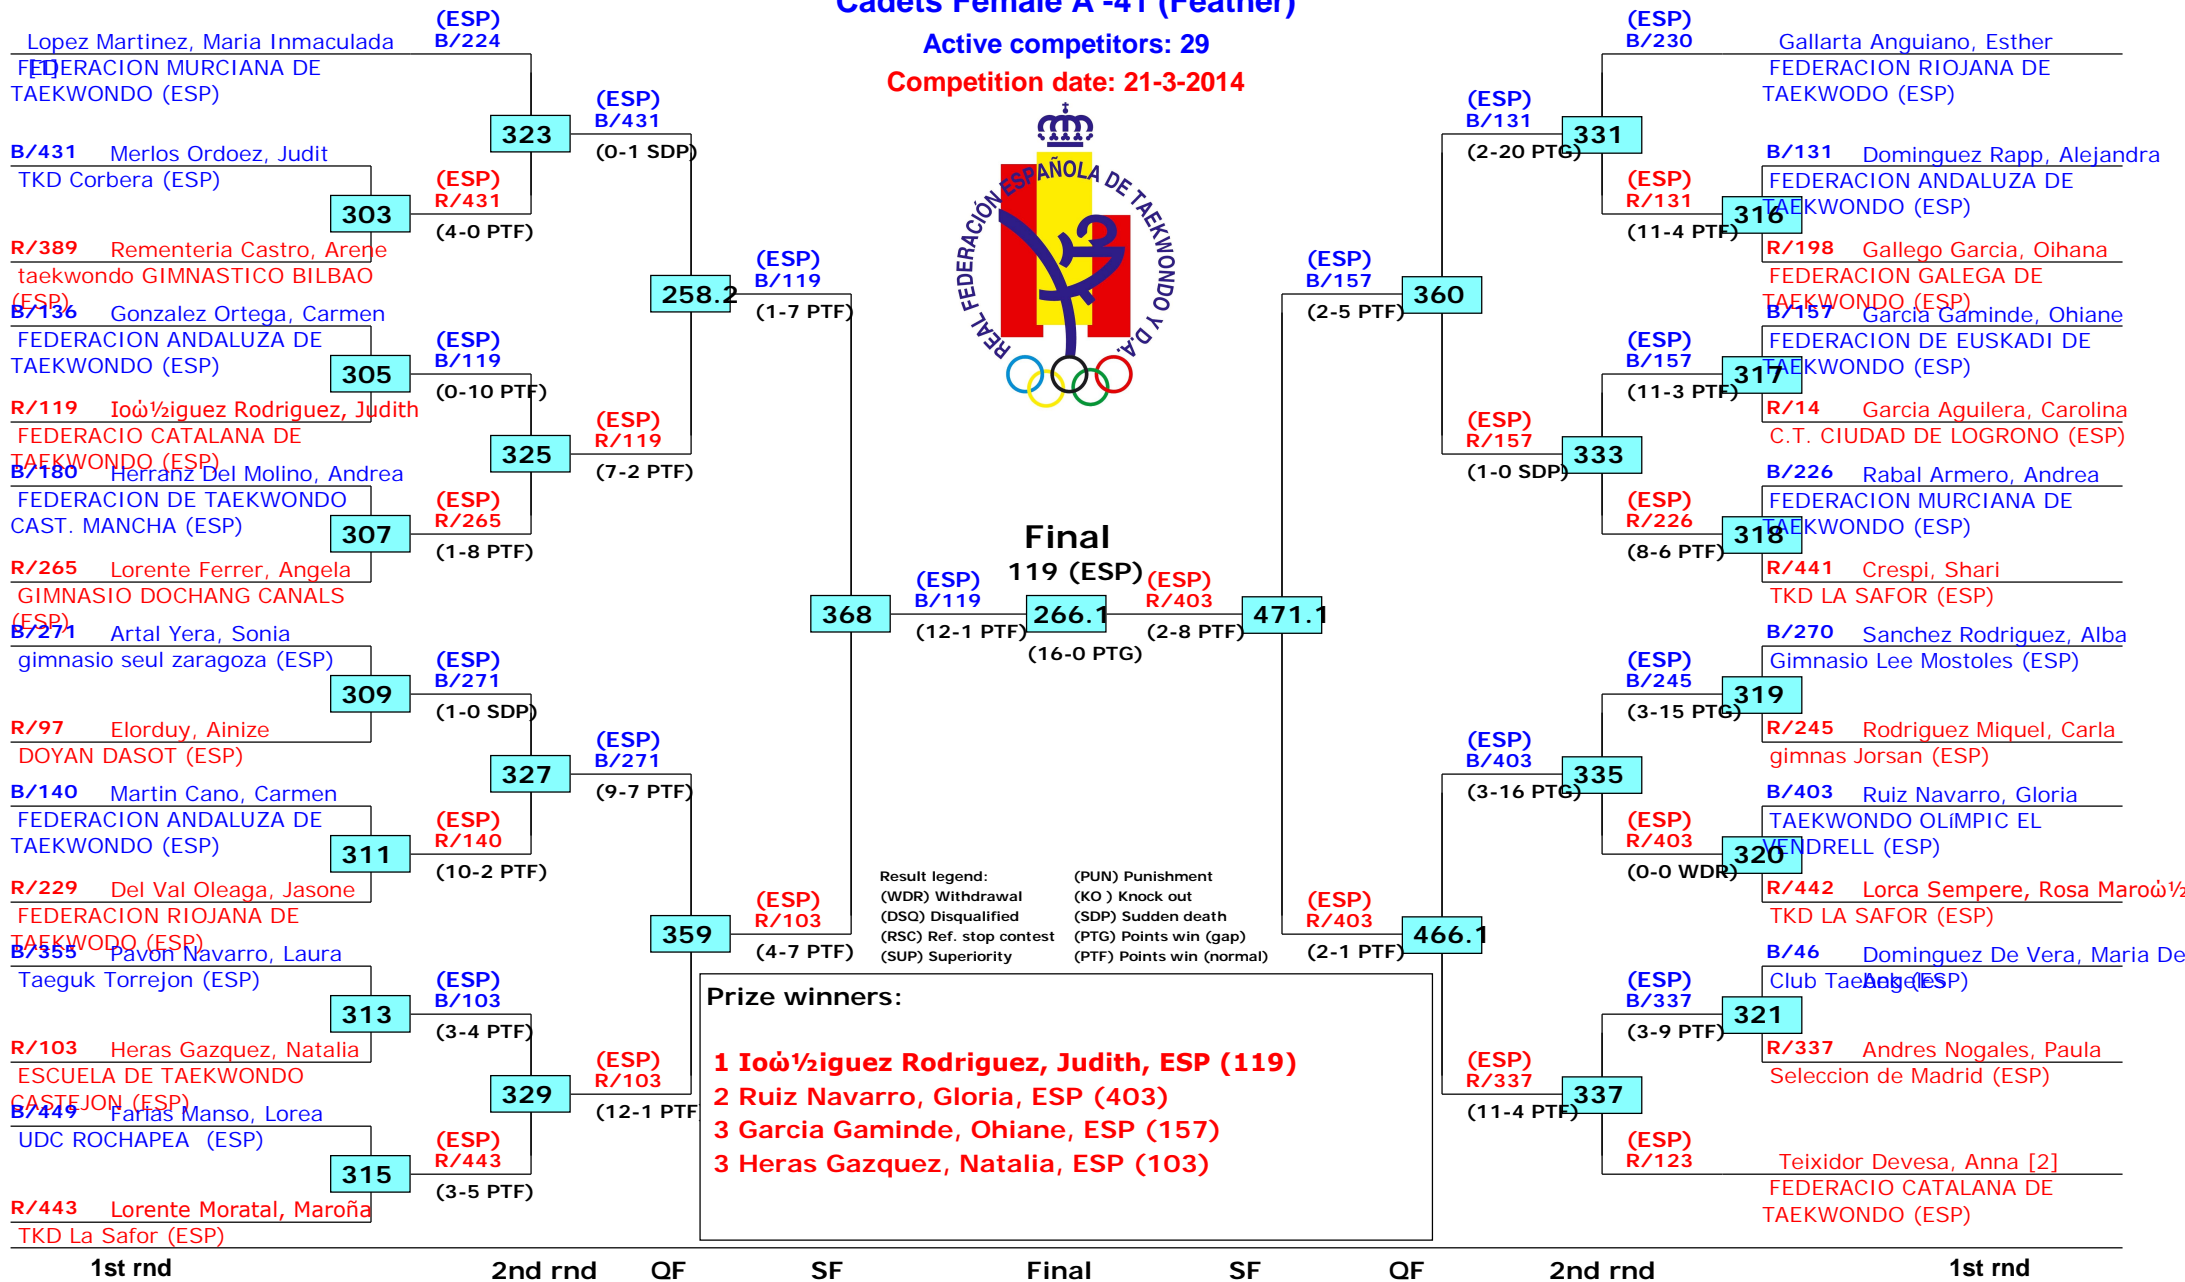 Cadets Female A -41 (Feather)
Active competitors: 29
Competition date: 21-3-2014
REAL FEDERACIÓN ESPAÑOLA DE TAEKWONDO Y D.A.
Lopez Martinez, Maria Inmaculada
[1]
FEDERACION MURCIANA DE
TAEKWONDO (ESP)
B/431 Merlos Ordoez, Judit
TKD Corbera (ESP)
R/389 Rementeria Castro, Arene
taekwondo GIMNASTICO BILBAO
(ESP)
B/136 Gonzalez Ortega, Carmen
FEDERACION ANDALUZA DE
TAEKWONDO (ESP)
R/119 Ioώ½iguez Rodriguez, Judith
FEDERACIO CATALANA DE
TAEKWONDO (ESP)
B/180 Herranz Del Molino, Andrea
FEDERACION DE TAEKWONDO
CAST. MANCHA (ESP)
R/265 Lorente Ferrer, Angela
GIMNASIO DOCHANG CANALS
(ESP)
B/271 Artal Yera, Sonia
gimnasio seul zaragoza (ESP)
R/97 Elorduy, Ainize
DOYAN DASOT (ESP)
B/140 Martin Cano, Carmen
FEDERACION ANDALUZA DE
TAEKWONDO (ESP)
R/229 Del Val Oleaga, Jasone
FEDERACION RIOJANA DE
TAEKWODO (ESP)
B/355 Pavon Navarro, Laura
Taeguk Torrejon (ESP)
R/103 Heras Gazquez, Natalia
ESCUELA DE TAEKWONDO
CASTEJON (ESP)
B/449 Farias Manso, Lorea
UDC ROCHAPEA (ESP)
R/443 Lorente Moratal, Maroña
TKD La Safor (ESP)
303
305
307
309
311
313
315
(ESP)
B/224
(ESP)
R/431
(4-0 PTF)
(ESP)
B/119
(0-10 PTF)
(ESP)
R/265
(1-8 PTF)
(ESP)
B/271
(1-0 SDP)
(ESP)
R/140
(10-2 PTF)
(ESP)
B/103
(3-4 PTF)
(ESP)
R/443
(3-5 PTF)
323
325
327
329
(ESP)
B/431
(0-1 SDP)
(ESP)
R/119
(7-2 PTF)
(ESP)
B/271
(9-7 PTF)
(ESP)
R/103
(12-1 PTF)
258.2
359
(ESP)
B/119
(1-7 PTF)
(ESP)
R/103
(4-7 PTF)
368
(ESP)
B/119
(12-1 PTF)
Final
119 (ESP)
266.1
(16-0 PTG)
(ESP)
R/403
(2-8 PTF)
471.1
(ESP)
B/157
(2-5 PTF)
(ESP)
R/403
(2-1 PTF)
360
466.1
(ESP)
B/131
(2-20 PTG)
(ESP)
R/157
(1-0 SDP)
(ESP)
B/403
(3-16 PTG)
(ESP)
R/337
(11-4 PTF)
331
333
335
337
(ESP)
B/230
(ESP)
R/131
(11-4 PTF)
(ESP)
B/157
(11-3 PTF)
(ESP)
R/226
(8-6 PTF)
(ESP)
B/245
(3-15 PTG)
(ESP)
R/403
(0-0 WDR)
(ESP)
B/337
(3-9 PTF)
(ESP)
R/123
316
317
318
319
320
321
Gallarta Anguiano, Esther
FEDERACION RIOJANA DE
TAEKWODO (ESP)
B/131 Dominguez Rapp, Alejandra
FEDERACION ANDALUZA DE
TAEKWONDO (ESP)
R/198 Gallego Garcia, Oihana
FEDERACION GALEGA DE
TAEKWONDO (ESP)
B/157 Garcia Gaminde, Ohiane
FEDERACION DE EUSKADI DE
TAEKWONDO (ESP)
R/14 Garcia Aguilera, Carolina
C.T. CIUDAD DE LOGRONO (ESP)
B/226 Rabal Armero, Andrea
FEDERACION MURCIANA DE
TAEKWONDO (ESP)
R/441 Crespi, Shari
TKD LA SAFOR (ESP)
B/270 Sanchez Rodriguez, Alba
Gimnasio Lee Mostoles (ESP)
R/245 Rodriguez Miquel, Carla
gimnas Jorsan (ESP)
B/403 Ruiz Navarro, Gloria
TAEKWONDO OLíMPIC EL
VENDRELL (ESP)
R/442 Lorca Sempere, Rosa Maroώ½
TKD LA SAFOR (ESP)
B/46 Dominguez De Vera, Maria De
Angeles
Club Taebek (ESP)
R/337 Andres Nogales, Paula
Seleccion de Madrid (ESP)
Teixidor Devesa, Anna [2]
FEDERACIO CATALANA DE
TAEKWONDO (ESP)
Result legend:
(WDR) Withdrawal
(DSQ) Disqualified
(RSC) Ref. stop contest
(SUP) Superiority
(PUN) Punishment
(KO ) Knock out
(SDP) Sudden death
(PTG) Points win (gap)
(PTF) Points win (normal)
Prize winners:
1 Ioώ½iguez Rodriguez, Judith, ESP (119)
2 Ruiz Navarro, Gloria, ESP (403)
3 Garcia Gaminde, Ohiane, ESP (157)
3 Heras Gazquez, Natalia, ESP (103)
1st rnd 2nd rnd QF SF Final SF QF 2nd rnd 1st rnd